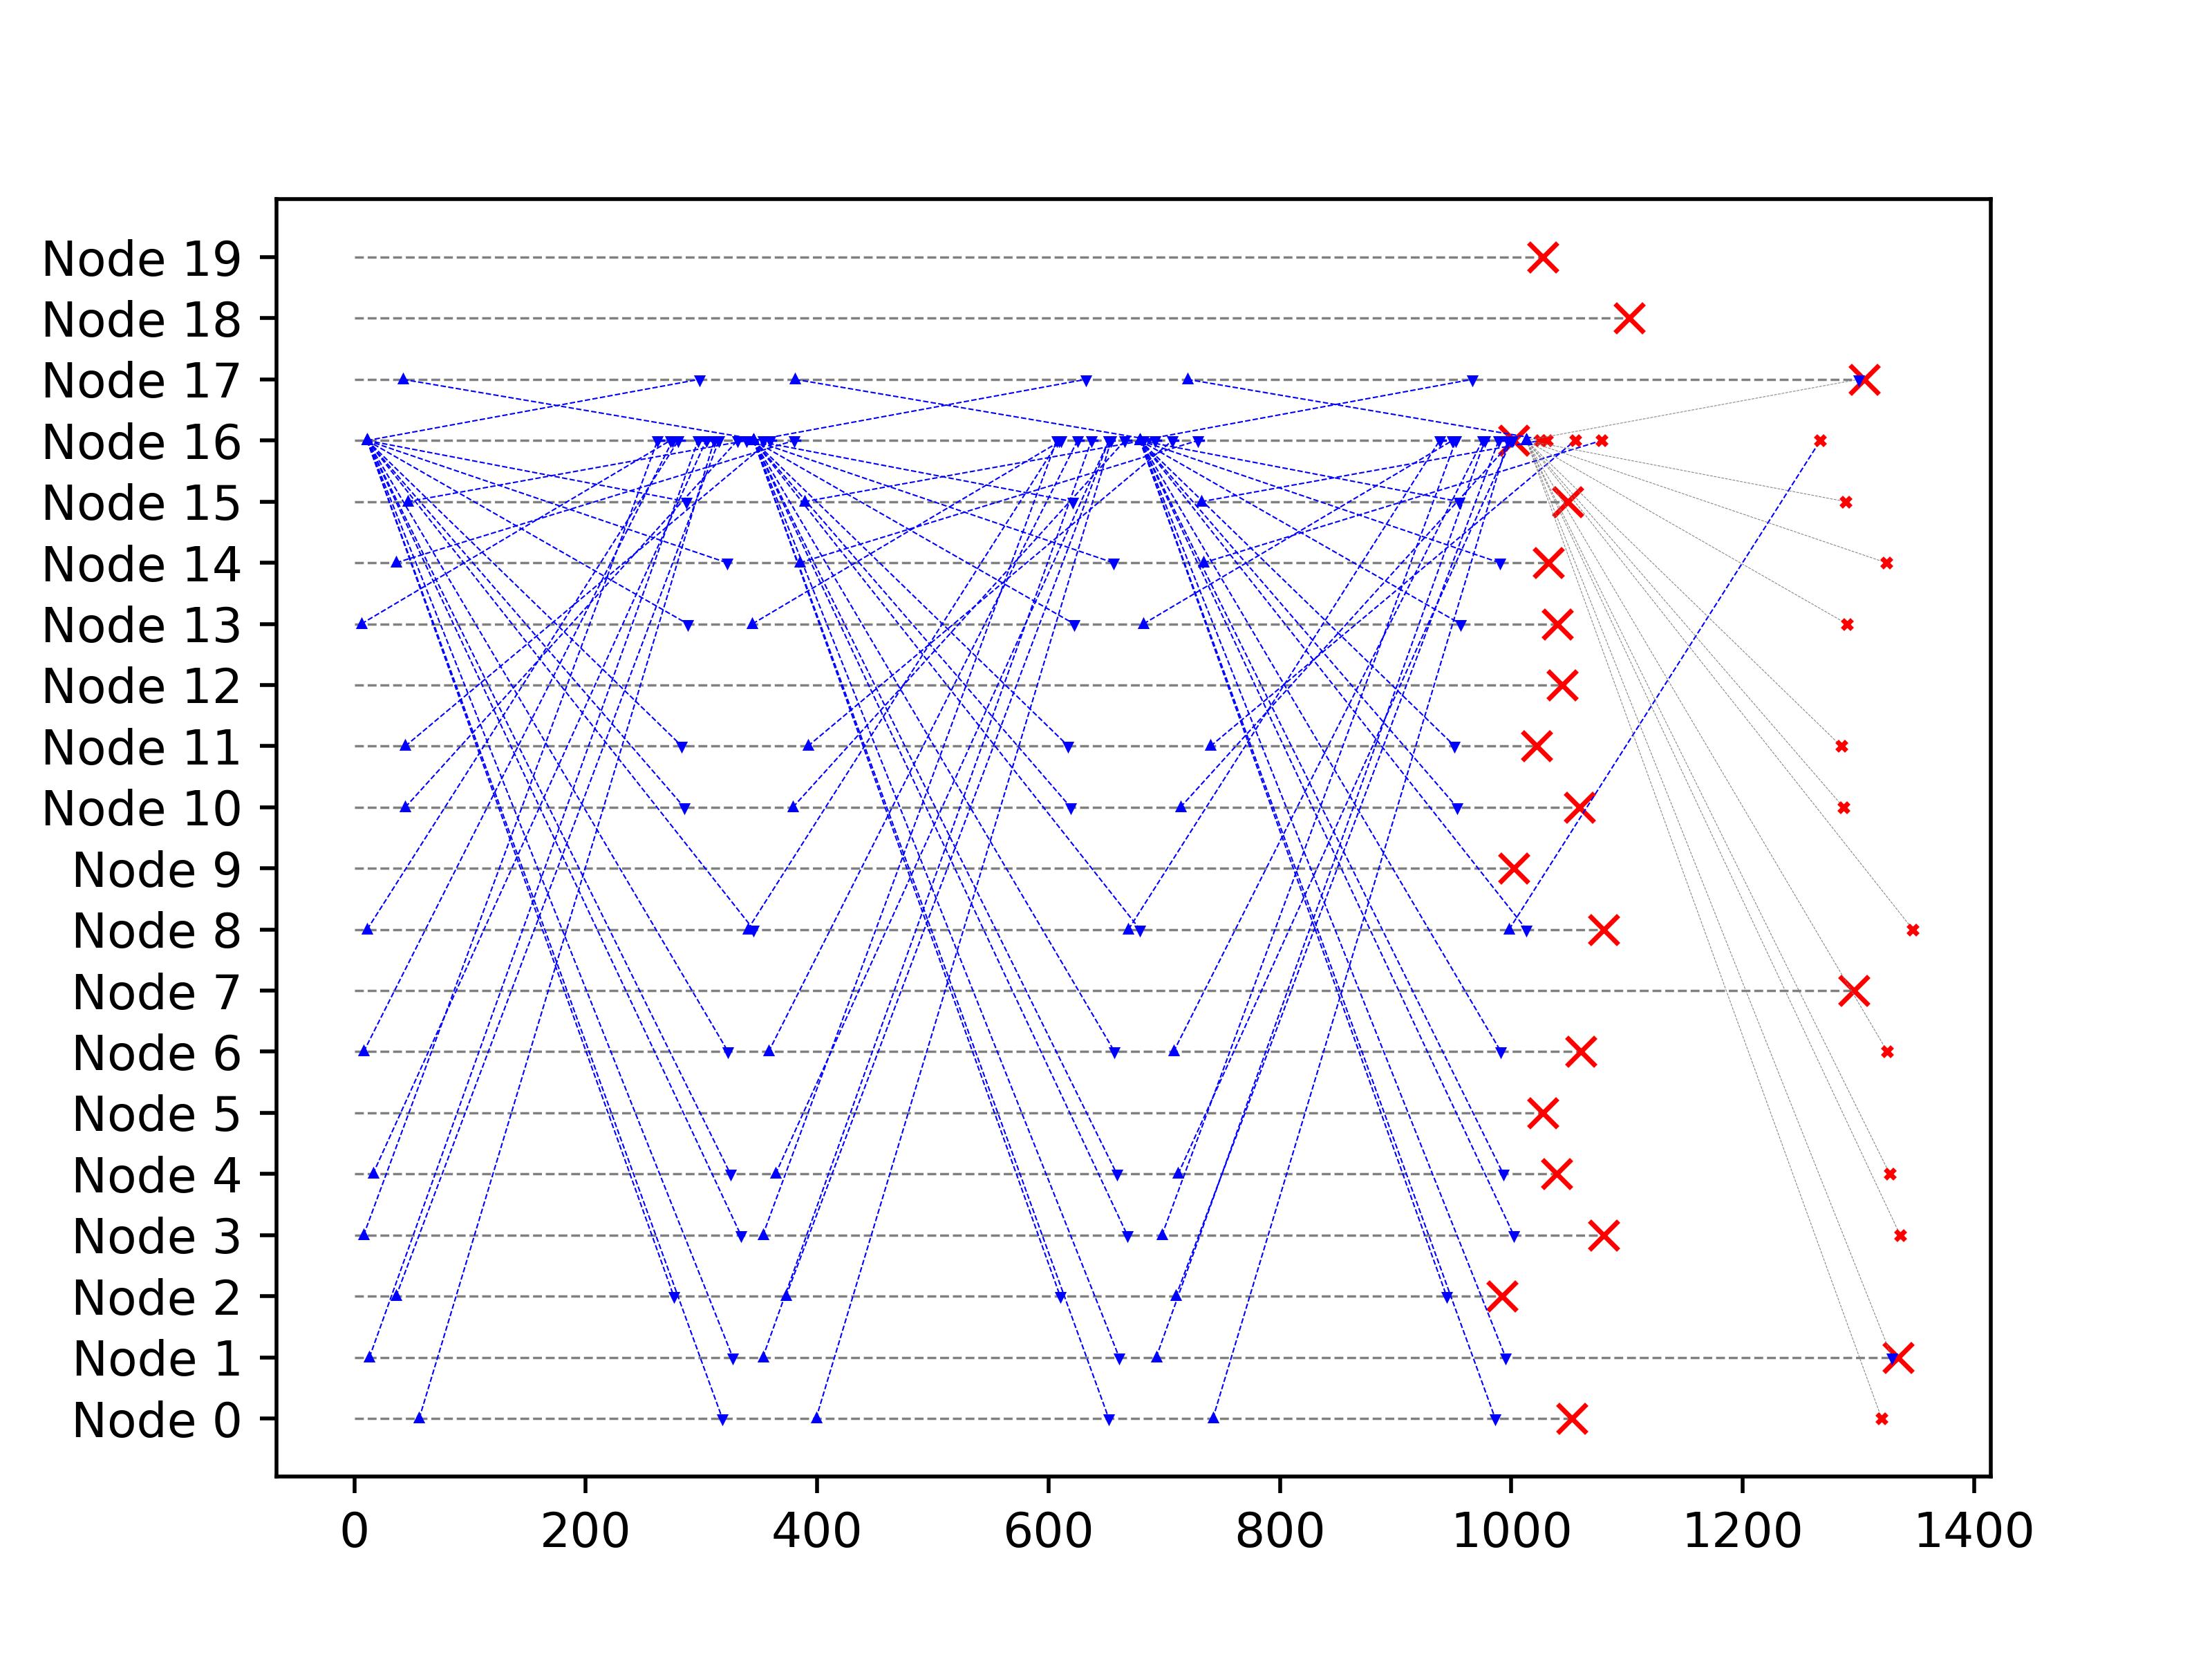 Node 19
Node 18
Node 17
Node 16
Node 15
Node 14
Node 13
Node 12
Node 11
Node 10
Node 9
Node 8
Node 7
Node 6
Node 5
Node 4
Node 3
Node 2
Node 1
Node 0
0 200 400 600 800 1000 1200 1400